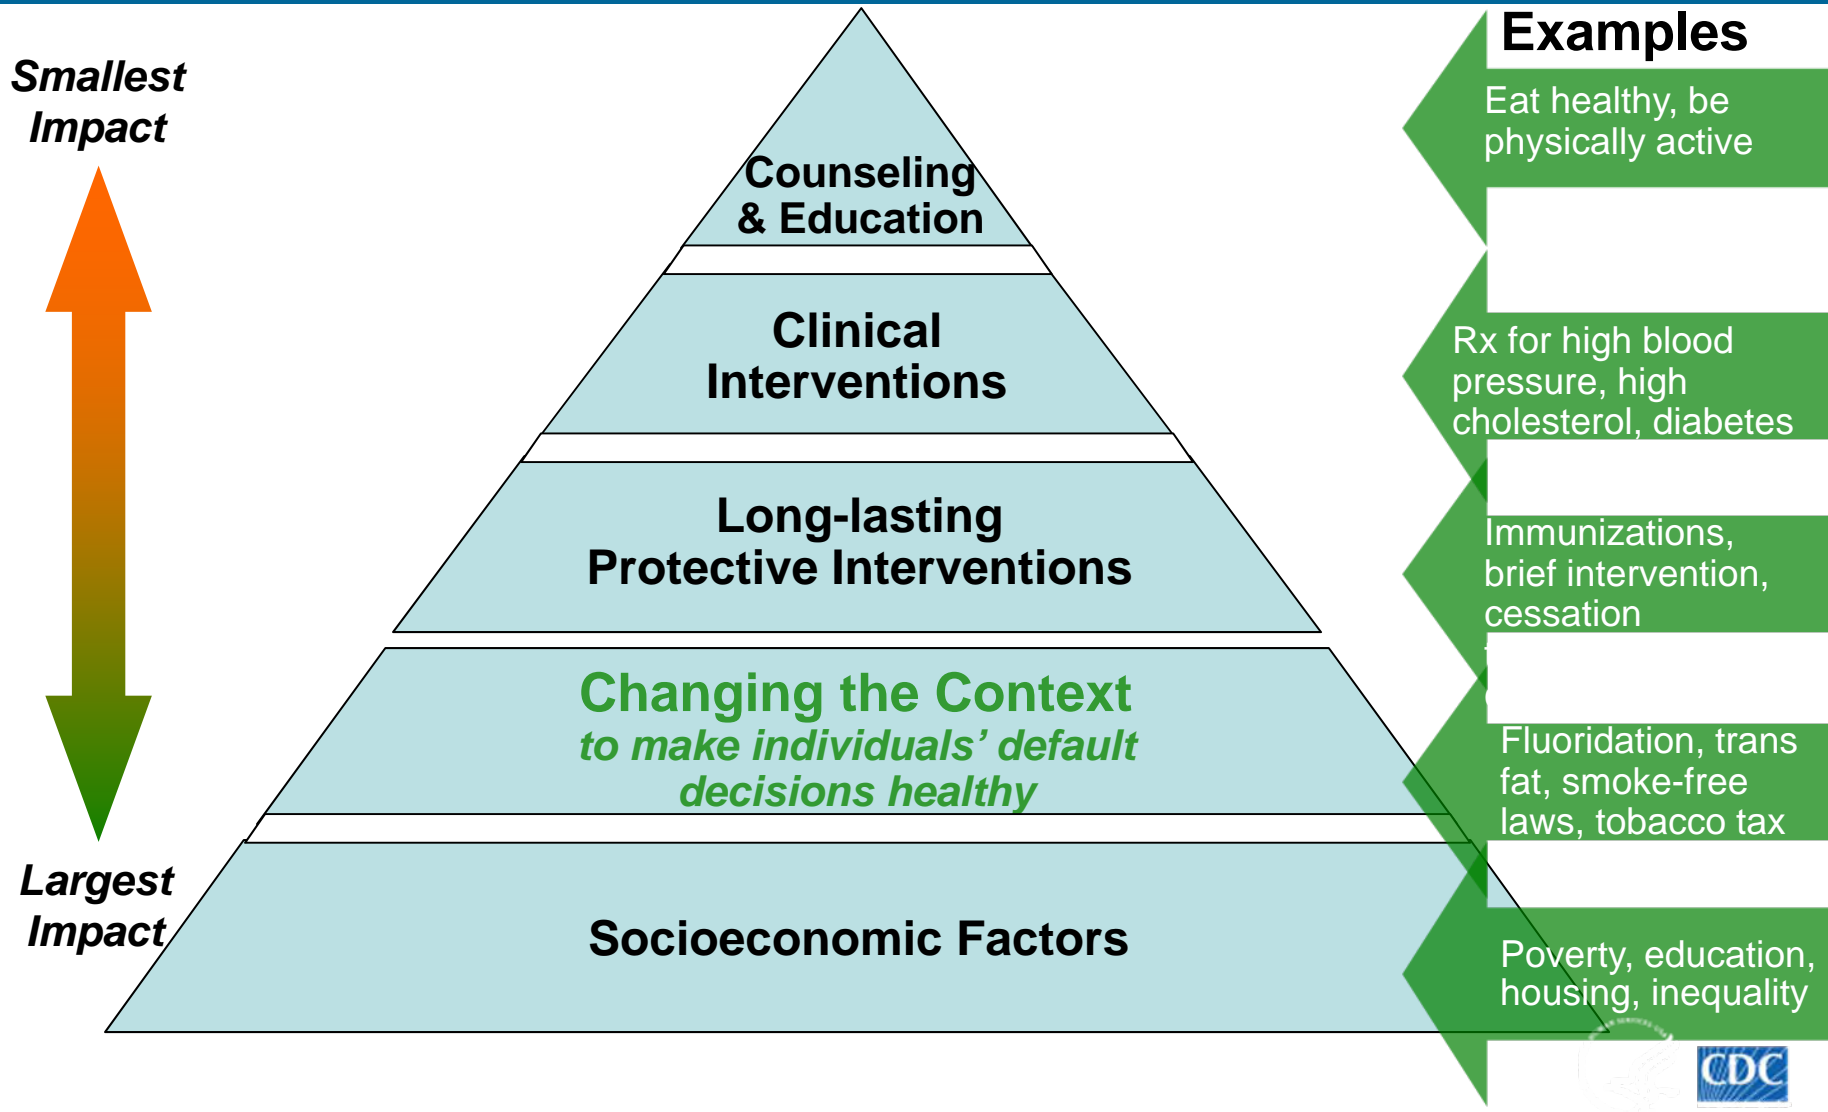 Examples
Smallest
Impact
Eat healthy, be
physically active
Counseling
& Education
Clinical
Interventions
Rx for high blood
pressure, high
cholesterol, diabetes
Long-lasting
Protective Interventions
Immunizations,
brief intervention,
cessation
Changing the Context
to make individuals’ default
decisions healthy
Fluoridation, trans
fat, smoke-free
laws, tobacco tax
Largest
Impact
Socioeconomic Factors
Poverty, education,
housing, inequality
CDC